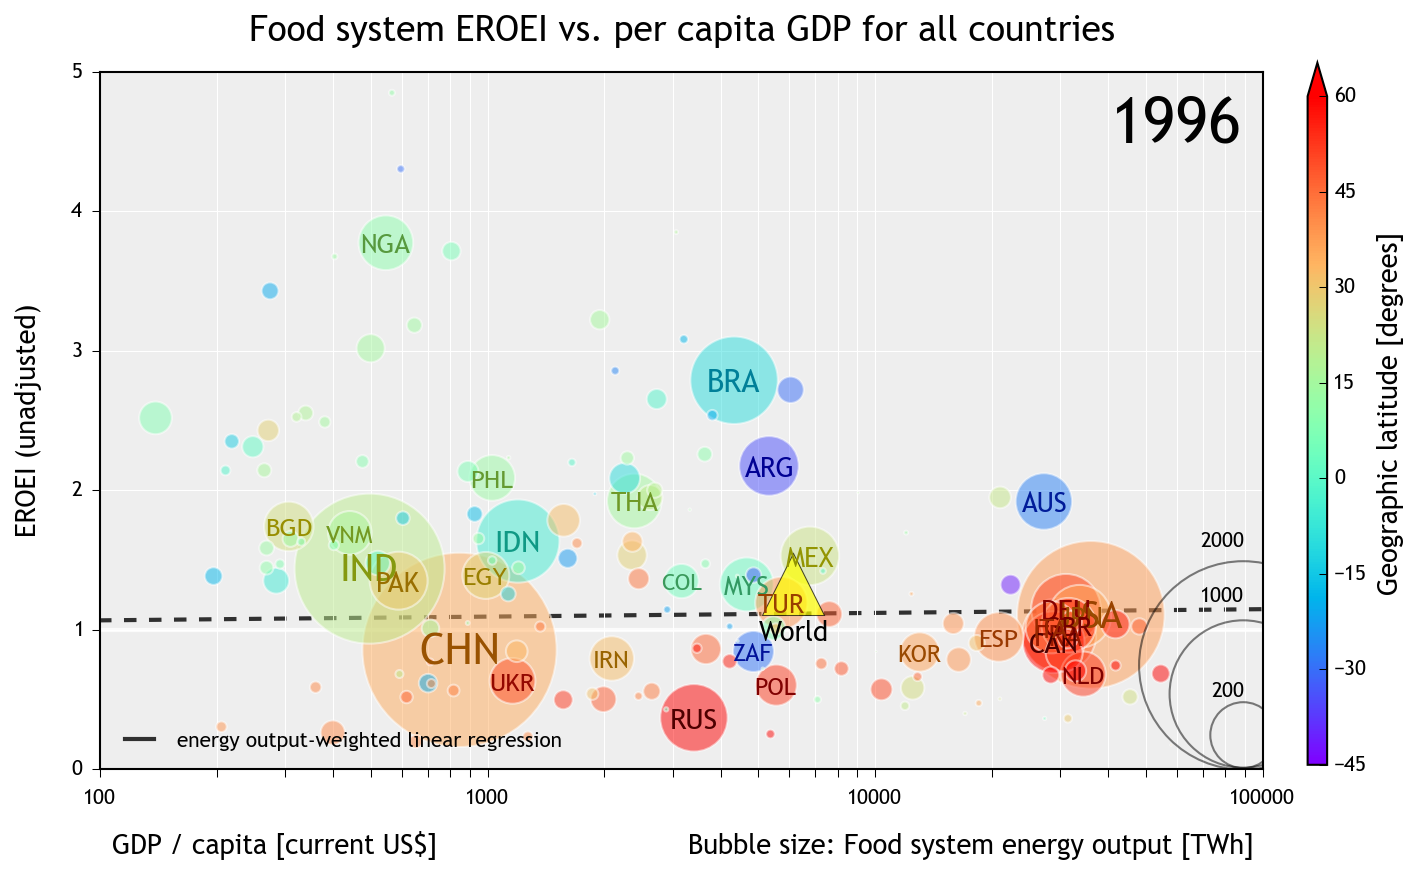 Food system EROEI vs. per capita GDP for all countries
1996
5
4
3
2
1
0
EROEI (unadjusted)
NGA
BRA
ARG
AUS
PHL
THA
BGD
VNM
IDN
IND
PAK
EGY
COL
MYS
MEX
TUR
World
CHN
UKR
IRN
ZAF
POL
RUS
KOR
ESP
DEU
USA
GBR
CAN
NLD
2000
1000
200
energy output-weighted linear regression
100
1000
10000
100000
GDP / capita [current US$]
Bubble size: Food system energy output [TWh]
60
45
30
15
0
−15
−30
−45
Geographic latitude [degrees]